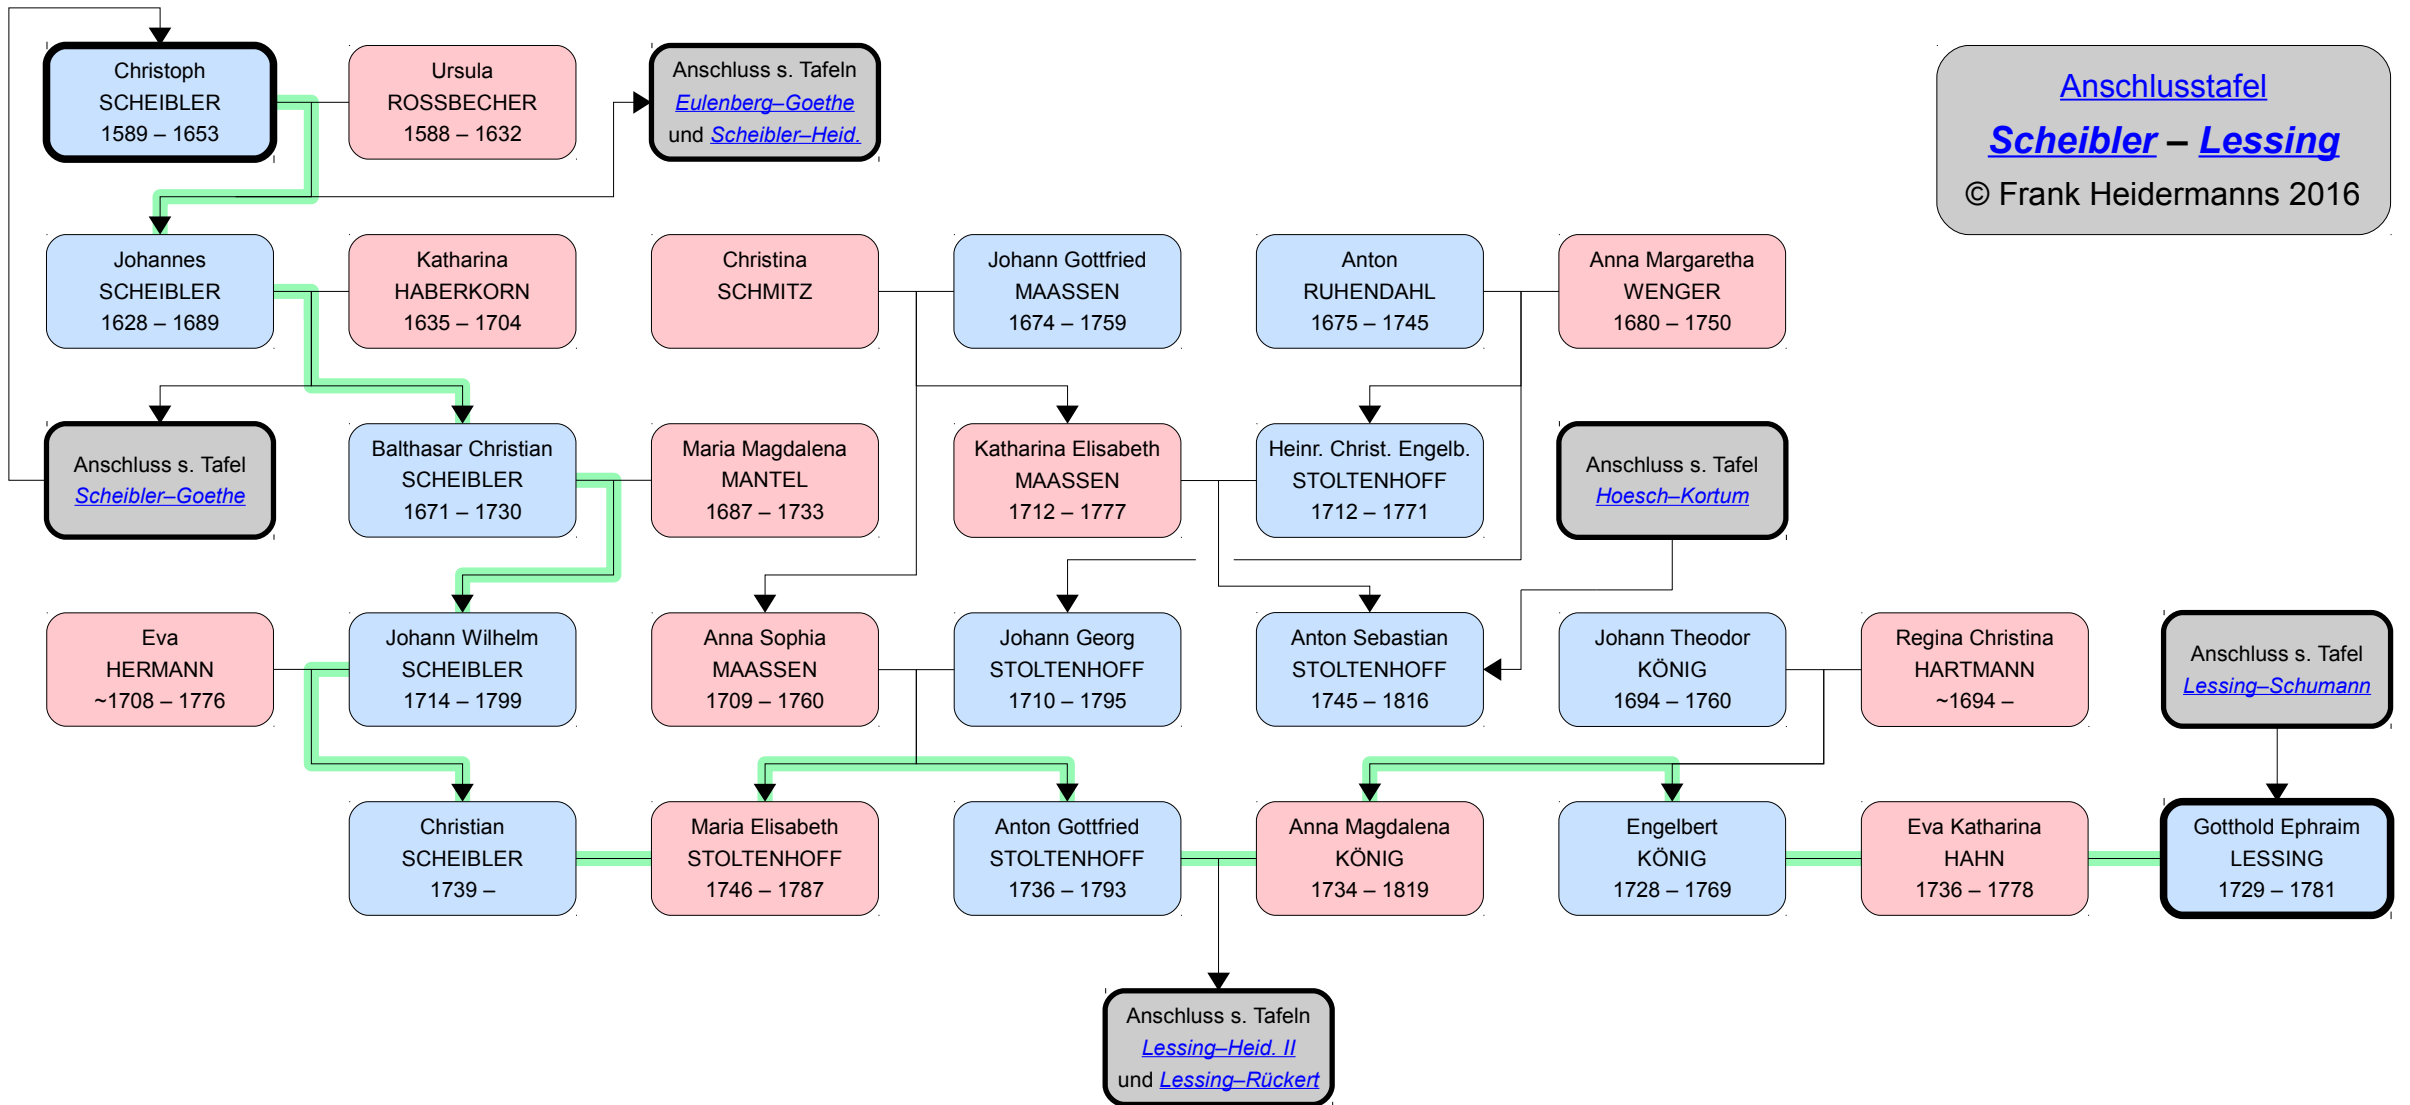 Christoph
SCHEIBLER
1589 – 1653
Ursula
ROSSBECHER
1588 – 1632
Anschluss s. Tafeln
Eulenberg–Goethe
und Scheibler–Heid.
Anschlusstafel
Scheibler – Lessing
© Frank Heidermanns 2016
Johannes
SCHEIBLER
1628 – 1689
Katharina
HABERKORN
1635 – 1704
Christina
SCHMITZ
Johann Gottfried
MAASSEN
1674 – 1759
Anton
RUHENDAHL
1675 – 1745
Anna Margaretha
WENGER
1680 – 1750
Anschluss s. Tafel
Scheibler–Goethe
Balthasar Christian
SCHEIBLER
1671 – 1730
Maria Magdalena
MANTEL
1687 – 1733
Katharina Elisabeth
MAASSEN
1712 – 1777
Heinr. Christ. Engelb.
STOLTENHOFF
1712 – 1771
Anschluss s. Tafel
Hoesch–Kortum
Eva
HERMANN
~1708 – 1776
Johann Wilhelm
SCHEIBLER
1714 – 1799
Anna Sophia
MAASSEN
1709 – 1760
Johann Georg
STOLTENHOFF
1710 – 1795
Anton Sebastian
STOLTENHOFF
1745 – 1816
Johann Theodor
KÖNIG
1694 – 1760
Regina Christina
HARTMANN
~1694 –
Anschluss s. Tafel
Lessing–Schumann
Christian
SCHEIBLER
1739 –
Maria Elisabeth
STOLTENHOFF
1746 – 1787
Anton Gottfried
STOLTENHOFF
1736 – 1793
Anna Magdalena
KÖNIG
1734 – 1819
Engelbert
KÖNIG
1728 – 1769
Eva Katharina
HAHN
1736 – 1778
Gotthold Ephraim
LESSING
1729 – 1781
Anschluss s. Tafeln
Lessing–Heid. II
und Lessing–Rückert